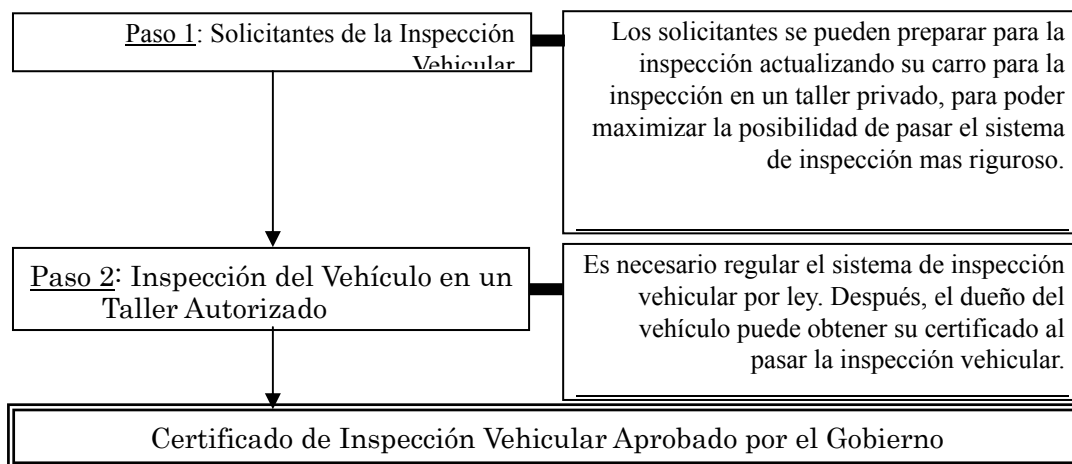 Paso 1: Solicitantes de la Inspección
Vehicular
Los solicitantes se pueden preparar para la
inspección actualizando su carro para la
inspección en un taller privado, para poder
maximizar la posibilidad de pasar el sistema
de inspección mas riguroso.
Paso 2: Inspección del Vehículo en un
Taller Autorizado
Es necesario regular el sistema de inspección
vehicular por ley. Después, el dueño del
vehículo puede obtener su certificado al
pasar la inspección vehicular.
Certificado de Inspección Vehicular Aprobado por el Gobierno